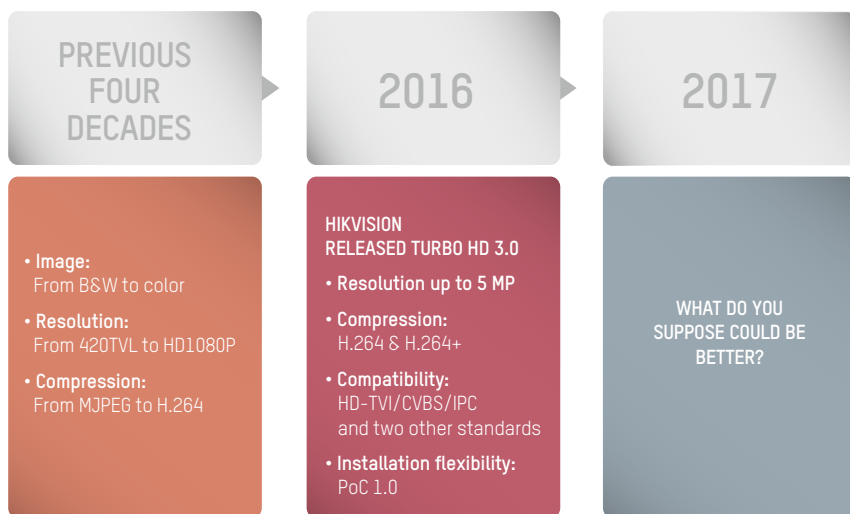 PREVIOUS
FOUR
DECADES
• Image:
From B&W to color
• Resolution:
From 420TVL to HD1080P
• Compression:
From MJPEG to H.264
2016
HIKVISION
RELEASED TURBO HD 3.0
• Resolution up to 5 MP
• Compression:
H.264 & H.264+
• Compatibility:
HD-TVI/CVBS/IPC
and two other standards
• Installation flexibility:
PoC 1.0
2017
WHAT DO YOU
SUPPOSE COULD BE
BETTER?